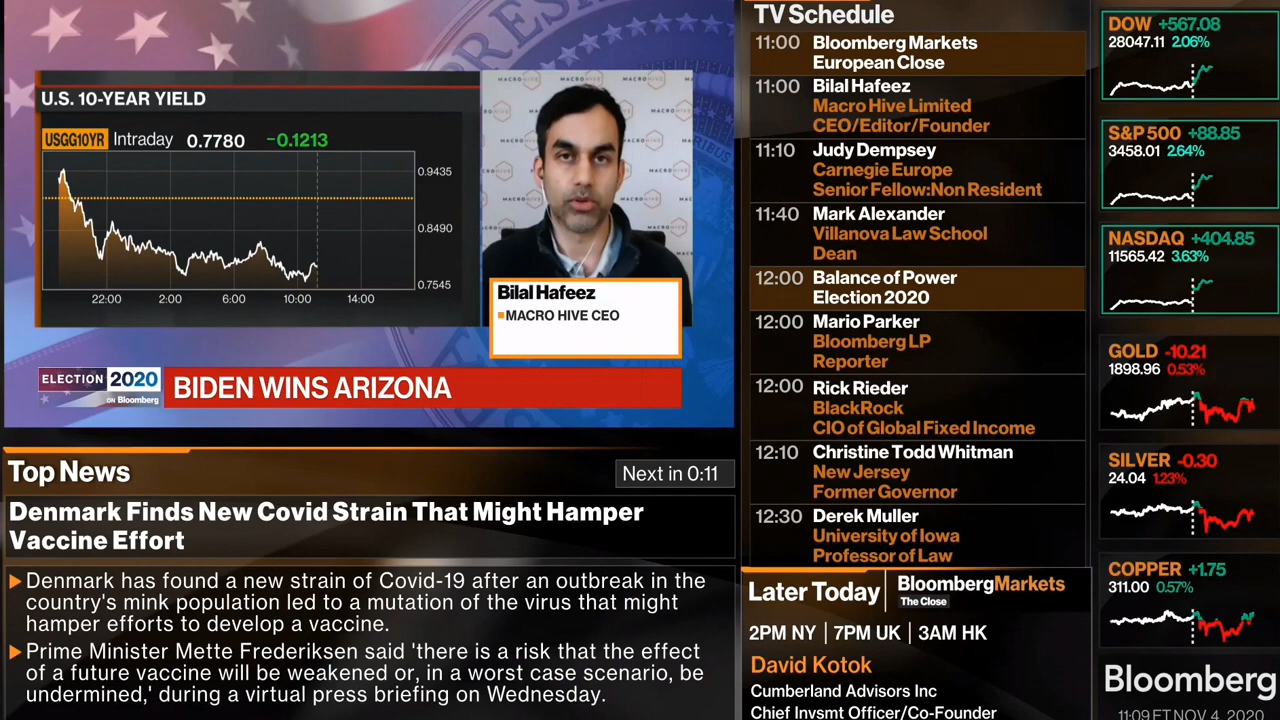 U.S. 10-YEAR YIELD
USGG10YR Intraday 0.7780 -0.1213
0.9435
0.8490
0.7545
22:00 2:00 6:00 10:00 14:00
Bilal Hafeez
MACRO HIVE CEO
ELECTION 2020
ON Bloomberg
BIDEN WINS ARIZONA
Top News
Next in 0:11
Denmark Finds New Covid Strain That Might Hamper
Vaccine Effort
Denmark has found a new strain of Covid-19 after an outbreak in the
country's mink population led to a mutation of the virus that might
hamper efforts to develop a vaccine.
Prime Minister Mette Frederiksen said 'there is a risk that the effect
of a future vaccine will be weakened or, in a worst case scenario, be
undermined,' during a virtual press briefing on Wednesday.
TV Schedule
11:00 Bloomberg Markets
European Close
11:00 Bilal Hafeez
Macro Hive Limited
CEO/Editor/Founder
11:10 Judy Dempsey
Carnegie Europe
Senior Fellow:Non Resident
11:40 Mark Alexander
Villanova Law School
Dean
12:00 Balance of Power
Election 2020
12:00 Mario Parker
Bloomberg LP
Reporter
12:00 Rick Rieder
BlackRock
CIO of Global Fixed Income
12:10 Christine Todd Whitman
New Jersey
Former Governor
12:30 Derek Muller
University of Iowa
Professor of Law
Later Today
BloombergMarkets
The Close
2PM NY | 7PM UK | 3AM HK
David Kotok
Cumberland Advisors Inc
Chief Invsmt Officer/Co-Founder
DOW +567.08
28047.11 2.06%
S&P 500 +88.85
3458.01 2.64%
NASDAQ +404.85
11565.42 3.63%
GOLD -10.21
1898.96 0.53%
SILVER -0.30
24.04 1.23%
COPPER +1.75
311.00 0.57%
Bloomberg
11:09 ET NOV 4, 2020